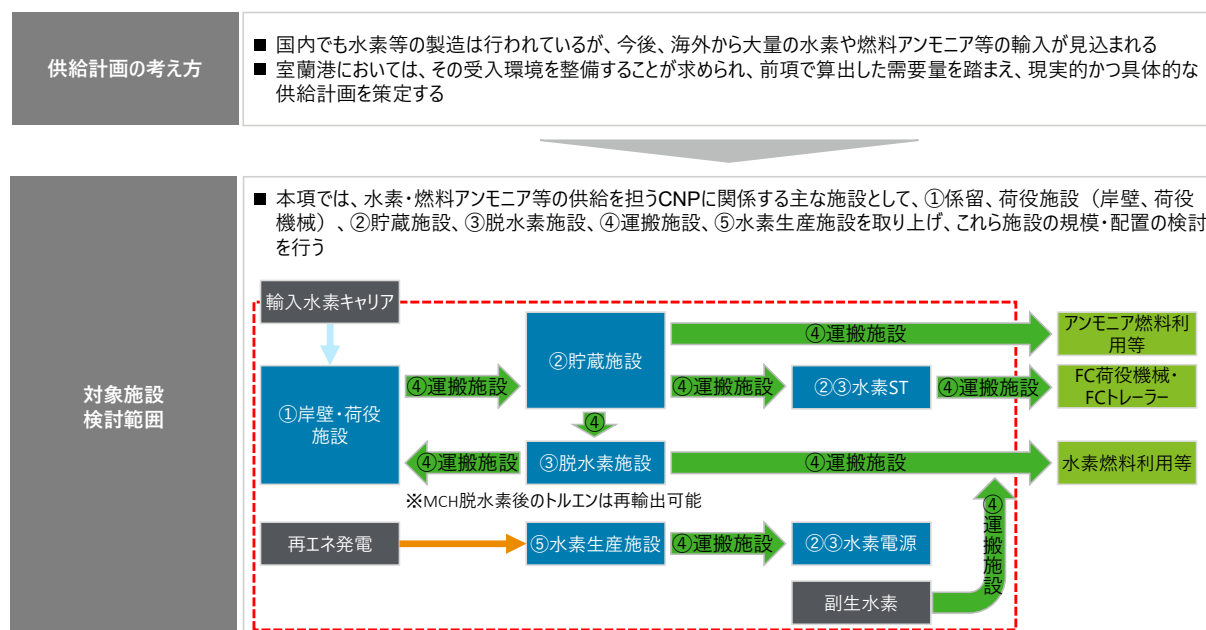 供給計画の考え方
■ 国内でも水素等の製造は行われているが、今後、海外から大量の水素や燃料アンモニア等の輸入が見込まれる
■ 室蘭港においては、その受入環境を整備することが求められ、前項で算出した需要量を踏まえ、現実的かつ具体的な
供給計画を策定する
対象施設
検討範囲
■ 本項では、水素・燃料アンモニア等の供給を担うCNPに関係する主な施設として、①係留、荷役施設（岸壁、荷役
機械）、②貯蔵施設、③脱水素施設、④運搬施設、⑤水素生産施設を取り上げ、これら施設の規模・配置の検討
を行う
輸入水素キャリア
①岸壁・荷役
施設
④運搬施設
②貯蔵施設
④運搬施設
アンモニア燃料利
用等
④運搬施設
②③水素ST
④運搬施設
FC荷役機械・
FCトレーラー
④
④運搬施設
③脱水素施設
④運搬施設
水素燃料利用等
※MCH脱水素後のトルエンは再輸出可能
再エネ発電
⑤水素生産施設
④運搬施設
②③水素電源
④運搬施設
副生水素